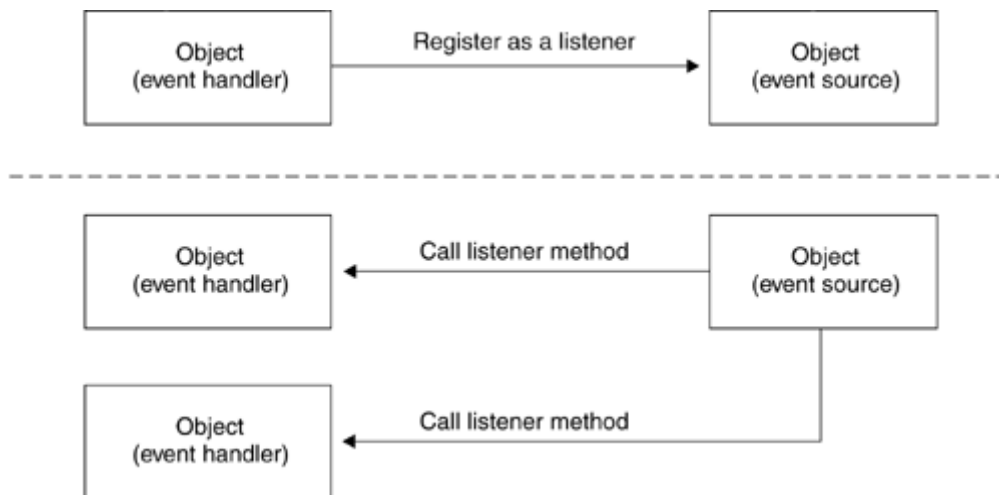 Object
(event handler)
Register as a listener
Object
(event source)
Object
(event handler)
Call listener method
Object
(event source)
Object
(event handler)
Call listener method